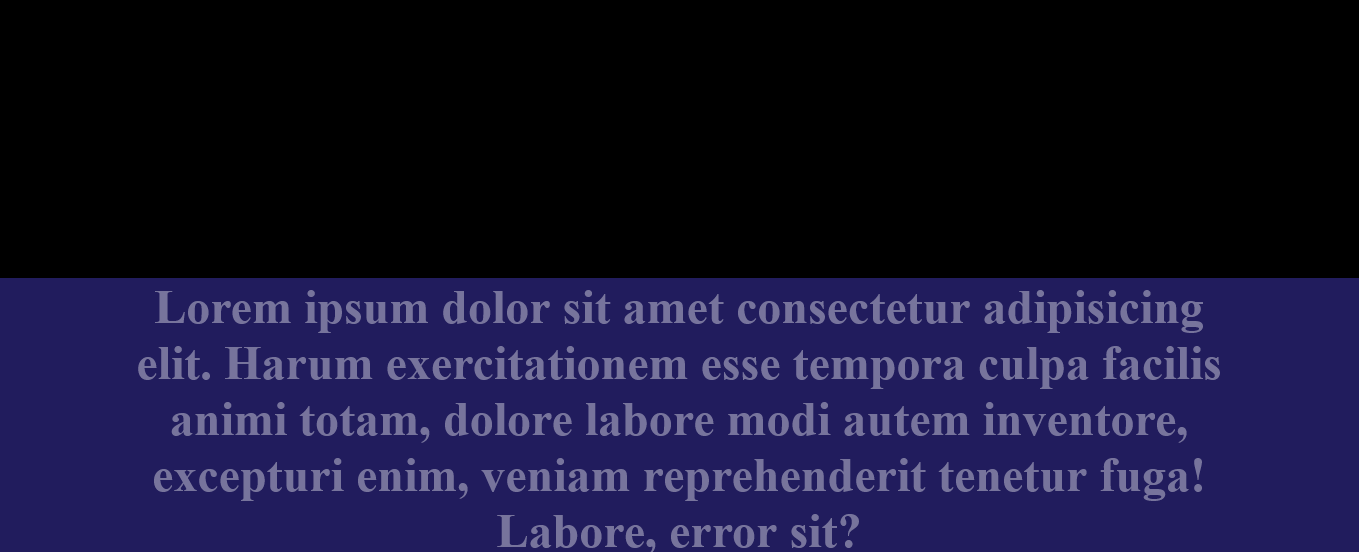 Lorem ipsum dolor sit amet consectetur adipisicing
elit. Harum exercitationem esse tempora culpa facilis
animi totam, dolore labore modi autem inventore,
excepturi enim, veniam reprehenderit tenetur fuga!
Labore, error sit?